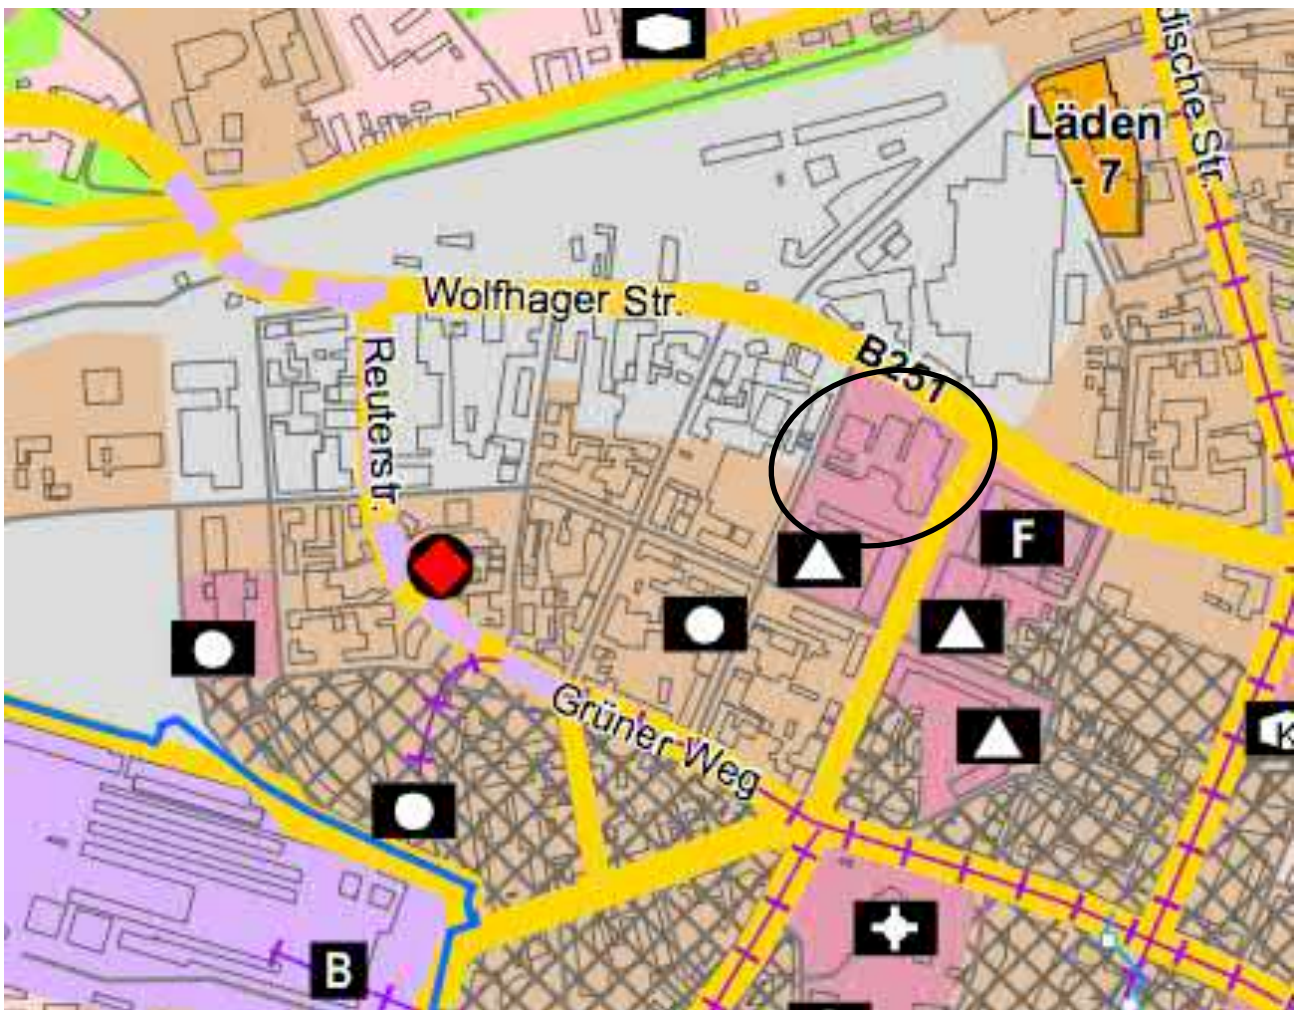 Läden
- 7
dische Str.
Wolfhager Str.
B251
Reuterstr.
F
Grüner Weg
K
B